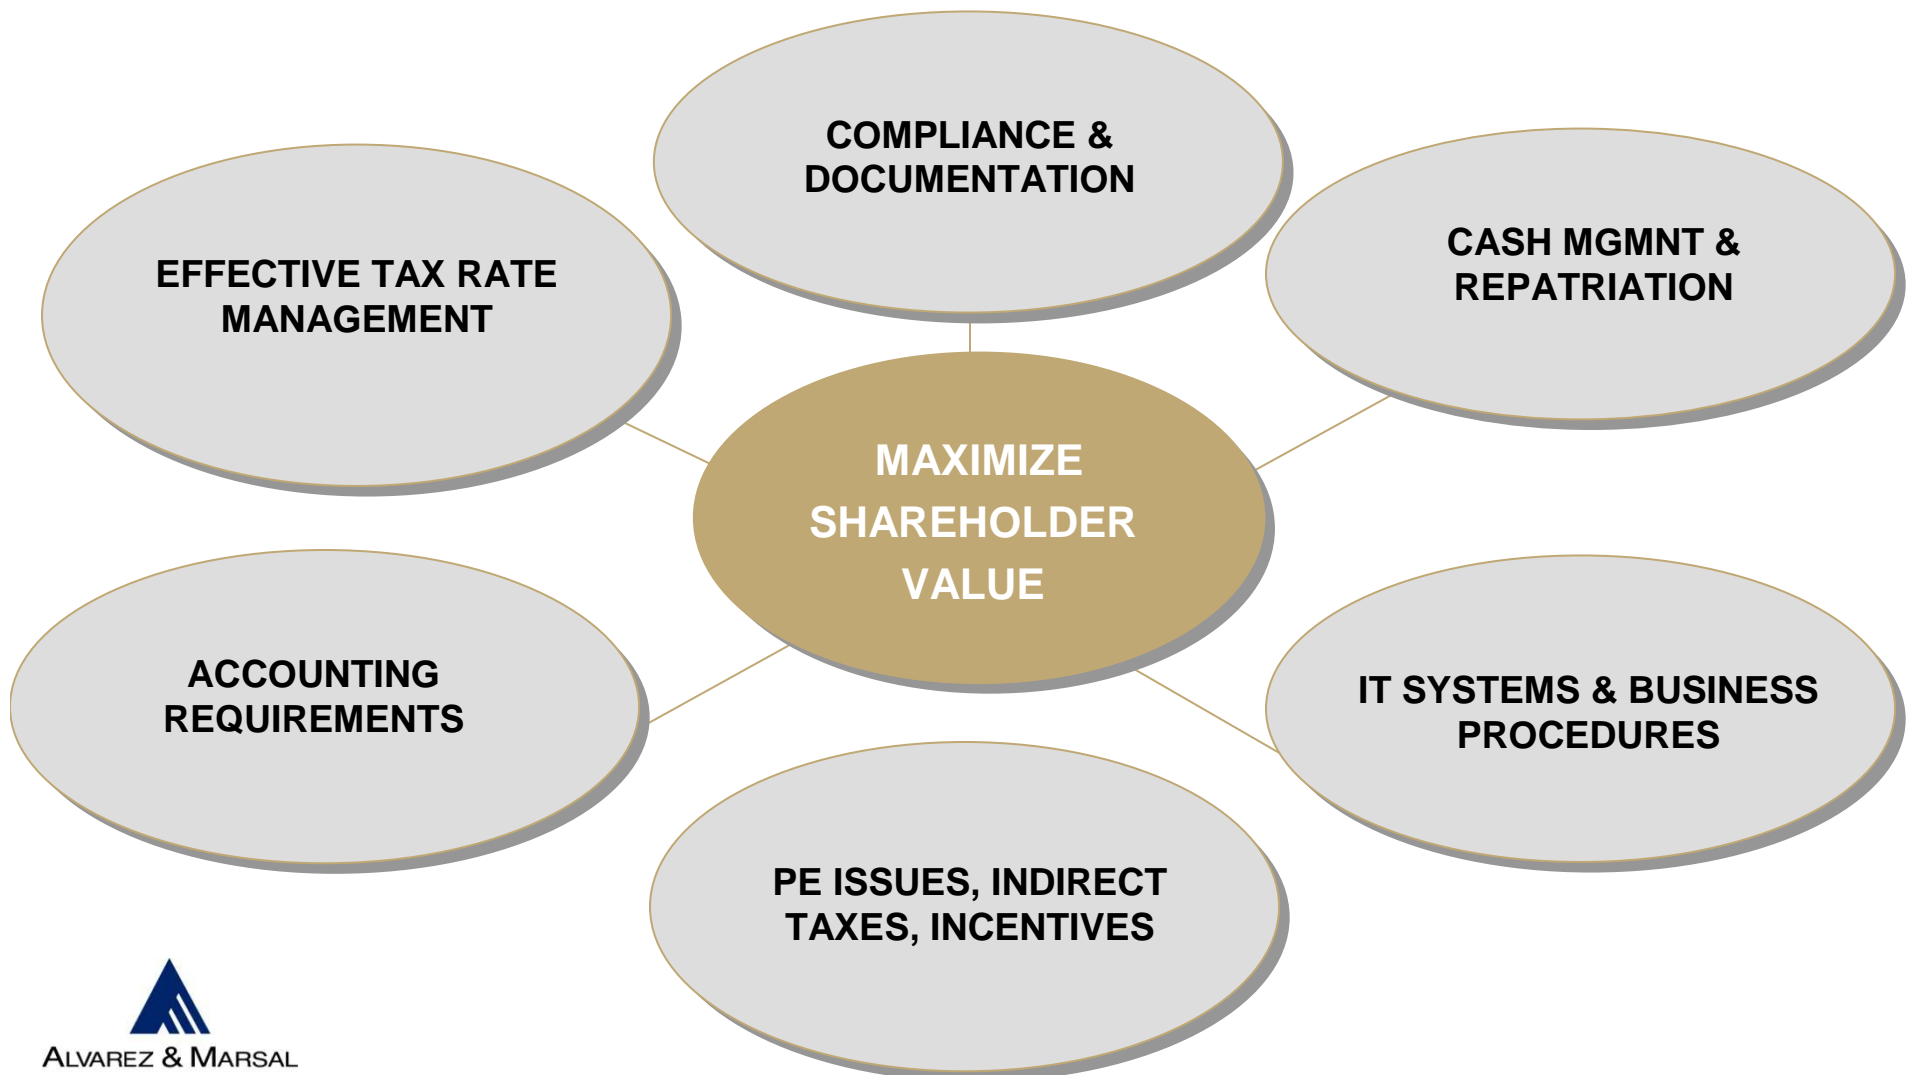 COMPLIANCE &
DOCUMENTATION
EFFECTIVE TAX RATE
MANAGEMENT
CASH MGMNT &
REPATRIATION
MAXIMIZE
SHAREHOLDER
VALUE
ACCOUNTING
REQUIREMENTS
IT SYSTEMS & BUSINESS
PROCEDURES
PE ISSUES, INDIRECT
TAXES, INCENTIVES
ALVAREZ & MARSAL